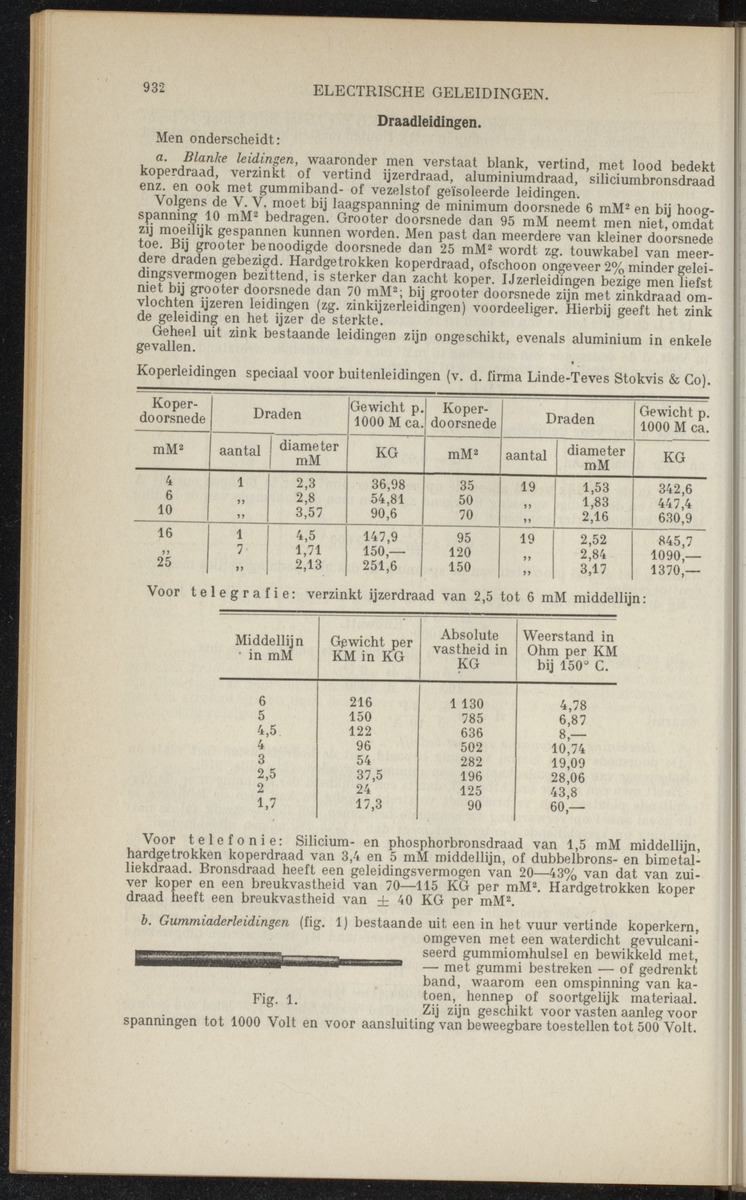 932
ELECTRISCHE GELEIDINGEN.
Draadleidingen.
Men onderscheidt:
a. Blanke leidingen, waaronder men verstaat blank, vertind, met lood bedekt
koperdraad, verzinkt of vertind ijzerdraad, aluminiumdraad, siliciumbronsdraad
enz. en ook met gummiband- of vezelstof geïsoleerde leidingen.
Volgens de V. V. moet bij laagspanning de minimum doorsnede 6 mM² en bij hoog-
spanning 10 mM² bedragen. Grooter doorsnede dan 95 mM neemt men niet, omdat
zij moeilijk gespannen kunnen worden. Men past dan meerdere van kleiner doorsnede
toe. Bij grooter benoodigde doorsnede dan 25 mM² wordt zg. touwkabel van meer-
dere draden gebezigd. Hardgetrokken koperdraad, ofschoon ongeveer 2% minder gelei-
dingsvermogen bezittend, is sterker dan zacht koper. IJzerleidingen bezige men liefst
niet bij grooter doorsnede dan 70 mM²; bij grooter doorsnede zijn met zinkdraad om-
vlochten ijzeren leidingen (zg. zinkijzerleidingen) voordeeliger. Hierbij geeft het zink
de geleiding en het ijzer de sterkte.
Geheel uit zink bestaande leidingen zijn ongeschikt, evenals aluminium in enkele
gevallen.
Koperleidingen speciaal voor buitenleidingen (v. d. firma Linde-Teves Stokvis & Co).
Koper- Draden Gewicht p. Koper- Draden Gewicht p.
doorsnede 1000 M ca. doorsnede 1000 M ca.
mM² aantal diameter KG mM² aantal diameter KG
mM mM
4 1 2,3 36,98 35 19 1,53 342,6
6 ,, 2,8 54,81 50 ,, 1,83 447,4
10 ,, 3,57 90,6 70 ,, 2,16 630,9
16 1 4,5 147,9 95 19 2,52 845,7
,, 7 1,71 150,— 120 ,, 2,84 1090,—
25 ,, 2,13 251,6 150 ,, 3,17 1370,—
Voor telegrafie: verzinkt ijzerdraad van 2,5 tot 6 mM middellijn:
Middellijn Gewicht per Absolute Weerstand in
in mM KM in KG vastheid in Ohm per KM
KG bij 150° C.
6 216 1 130 4,78
5 150 785 6,87
4,5 122 636 8,—
4 96 502 10,74
3 54 282 19,09
2,5 37,5 196 28,06
2 24 125 43,8
1,7 17,3 90 60,—
Voor telefonie: Silicium- en phosphorbronsdraad van 1,5 mM middellijn,
hardgetrokken koperdraad van 3,4 en 5 mM middellijn, of dubbelbrons- en bimetal-
liekdraad. Bronsdraad heeft een geleidingsvermogen van 20—43% van dat van zui-
ver koper en een breukvastheid van 70—115 KG per mM². Hardgetrokken koper
draad heeft een breukvastheid van ± 40 KG per mM².
b. Gummiaderleidingen (fig. 1) bestaande uit een in het vuur vertinde koperkern,
omgeven met een waterdicht gevulcani-
seerd gummiomhulsel en bewikkeld met,
— met gummi bestreken — of gedrenkt
band, waarom een omspinning van ka-
toen, hennep of soortgelijk materiaal.
Fig. 1.
Zij zijn geschikt voor vasten aanleg voor
spanningen tot 1000 Volt en voor aansluiting van beweegbare toestellen tot 500 Volt.